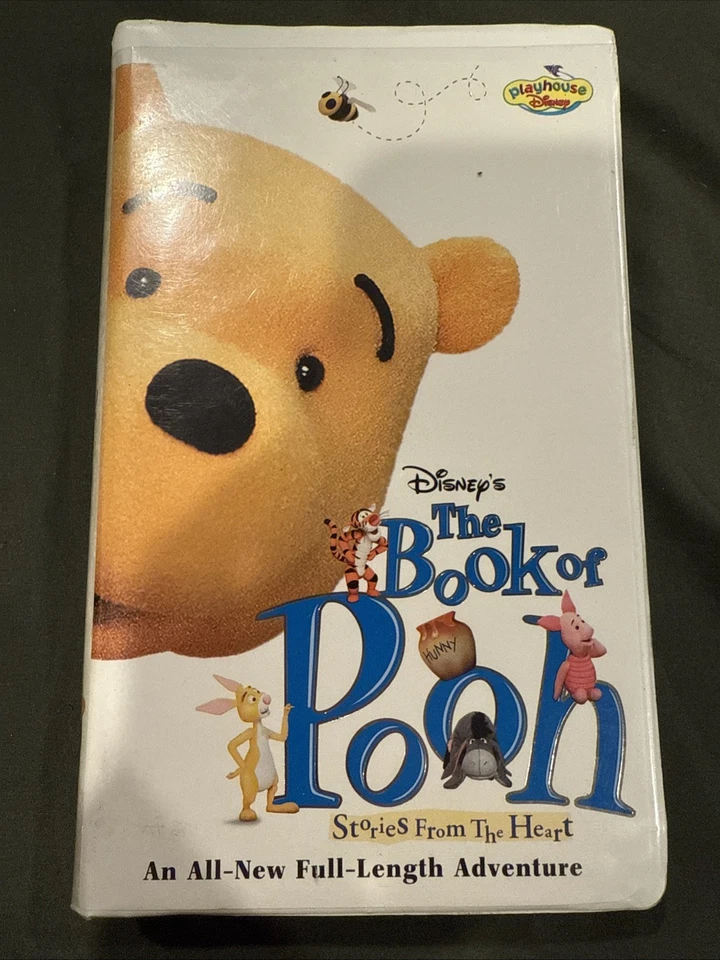 playhouse
Disney
Disney's
The
Book of
Pooh
HUNNY
Stories From The Heart
An All-New Full-Length Adventure